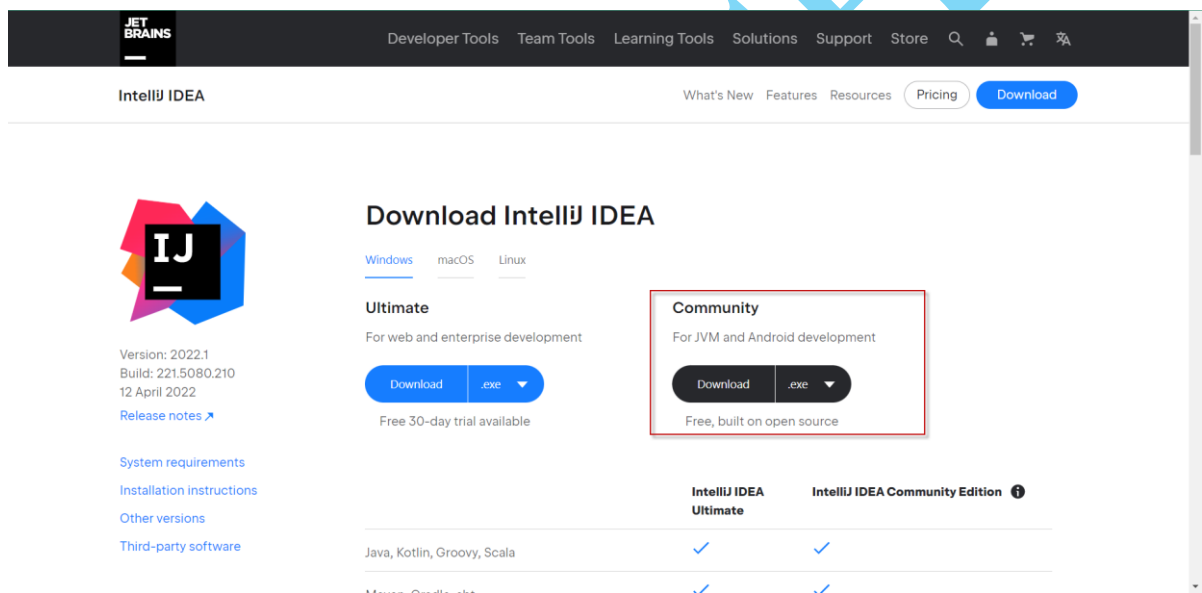 JET
BRAINS
Developer Tools Team Tools Learning Tools Solutions Support Store
IntelliJ IDEA
What's New Features Resources Pricing Download
IJ
Version: 2022.1
Build: 221.5080.210
12 April 2022
Release notes ↗
System requirements
Installation instructions
Other versions
Third-party software
Download IntelliJ IDEA
Windows macOS Linux
Ultimate
For web and enterprise development
Download .exe
Free 30-day trial available
Community
For JVM and Android development
Download .exe
Free, built on open source
IntelliJ IDEA
Ultimate
IntelliJ IDEA Community Edition
Java, Kotlin, Groovy, Scala